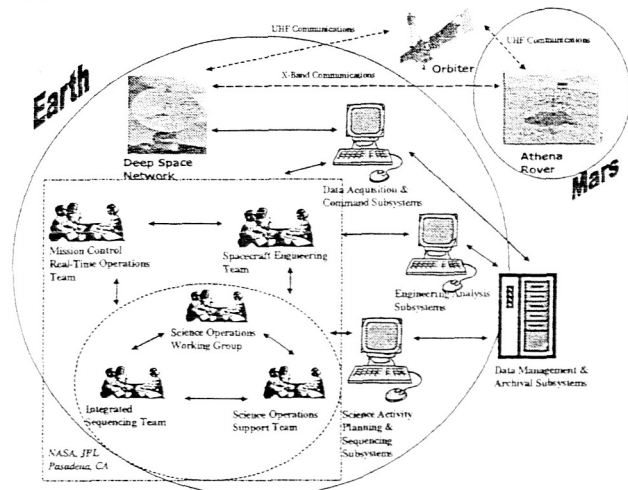 UHF Communications
UHF Communications
Orbiter
X-Band Communications
Earth
Deep Space
Network
Athena
Rover
Mars
Data Acquisition &
Command Subsystems
Mission Control
Real-Time Operations
Team
Spacecraft Engineering
Team
Engineering Analysis
Subsystems
Science Operations
Working Group
Data Management &
Archival Subsystems
Integrated
Sequencing Team
Science Operations
Support Team
Science Activity
Planning &
Sequencing
Subsystems
NASA, JPL
Pasadena, CA